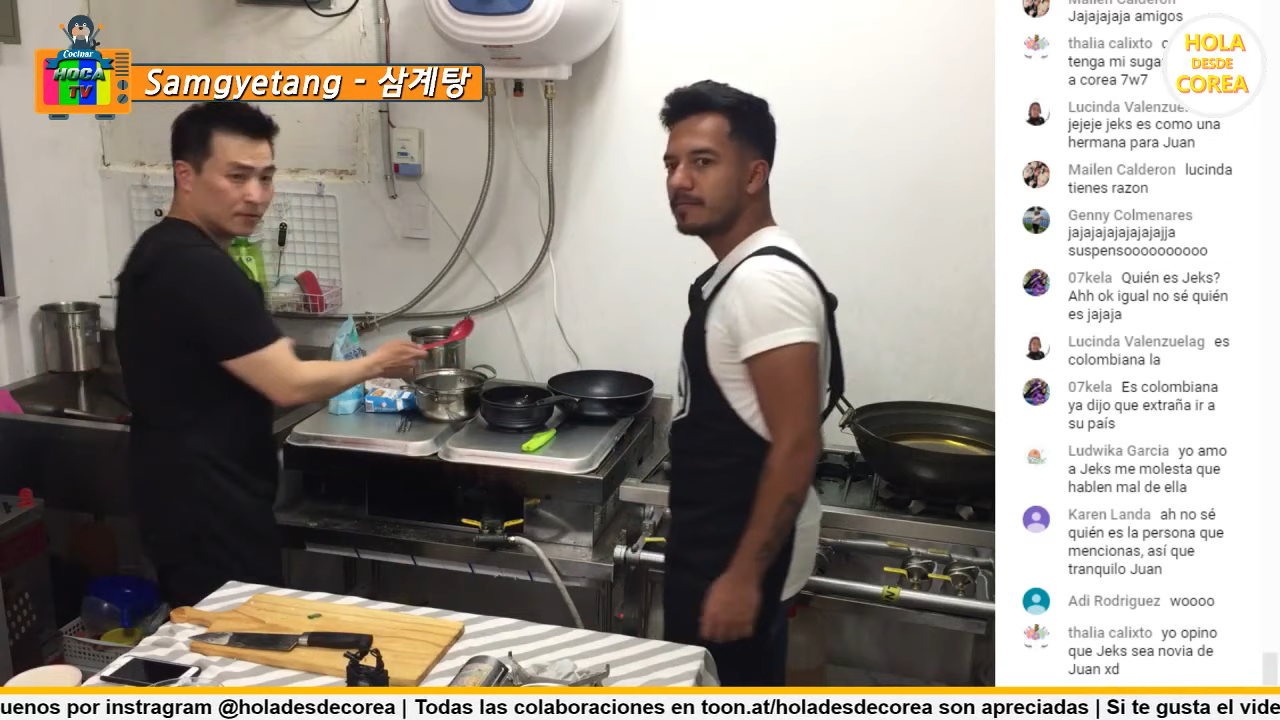 Cocinar
HOCA
TV
Samgyetang - 삼계탕
HOLA
DESDE
COREA
Mailen Calderon
Jajajajaja amigos
thalia calixto
tenga mi suga
a corea 7w7
Lucinda Valenzue
jejeje jeks es como una
hermana para Juan
Mailen Calderon lucinda
tienes razon
Genny Colmenares
jajajajajajajajajja
suspensoooooooooo
07kela Quién es Jeks?
Ahh ok igual no sé quién
es jajaja
Lucinda Valenzuelag es
colombiana la
07kela Es colombiana
ya dijo que extraña ir a
su país
Ludwika Garcia yo amo
a Jeks me molesta que
hablen mal de ella
Karen Landa ah no sé
quién es la persona que
mencionas, así que
tranquilo Juan
Adi Rodriguez woooo
thalia calixto yo opino
que Jeks sea novia de
Juan xd
uenos por instragram @holadesdecorea | Todas las colaboraciones en toon.at/holadesdecorea son apreciadas | Si te gusta el vide